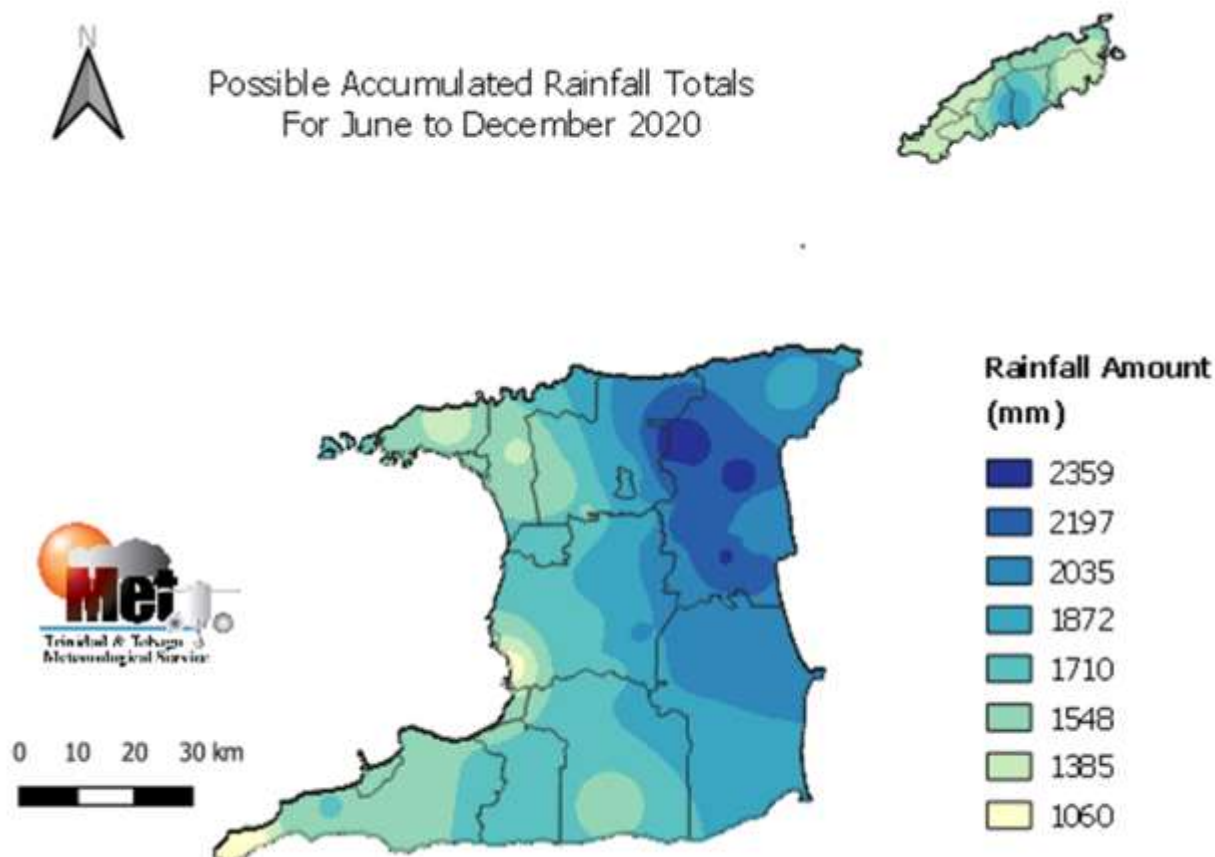 N
Possible Accumulated Rainfall Totals
For June to December 2020
Rainfall Amount
(mm)
2359
2197
2035
1872
1710
1548
1385
1060
Met
Trinidad & Tobago
Meteorological Service
0 10 20 30 km